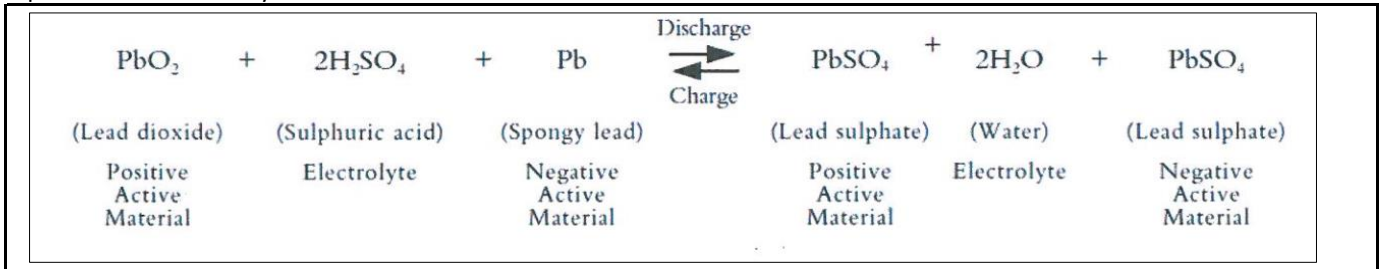 Discharge
PbO₂ + 2H₂SO₄ + Pb ⇌ PbSO₄ + 2H₂O + PbSO₄
Charge
(Lead dioxide) (Sulphuric acid) (Spongy lead) (Lead sulphate) (Water) (Lead sulphate)
Positive Electrolyte Negative Positive Electrolyte Negative
Active Active Active Active
Material Material Material Material